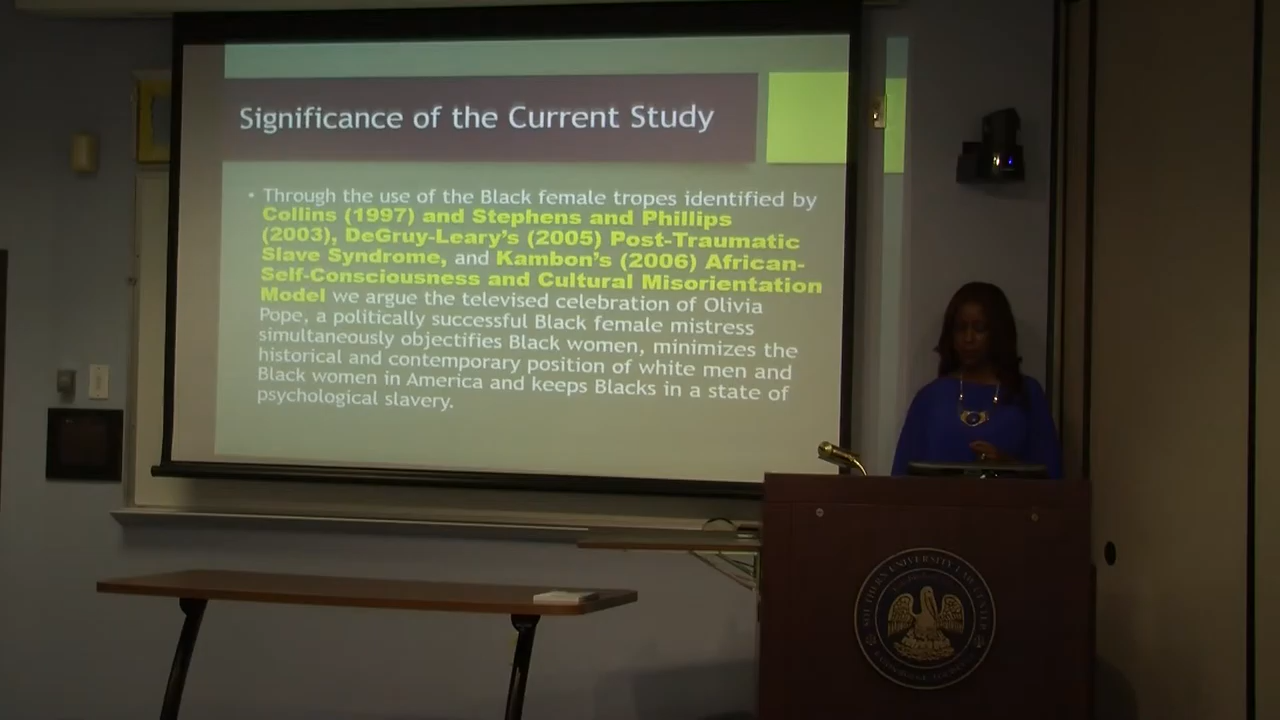 Significance of the Current Study
• Through the use of the Black female tropes identified by
Collins (1997) and Stephens and Phillips
(2003), DeGruy-Leary's (2005) Post-Traumatic
Slave Syndrome, and Kambon's (2006) African-
Self-Consciousness and Cultural Misorientation
Model we argue the televised celebration of Olivia
Pope, a politically successful Black female mistress
simultaneously objectifies Black women, minimizes the
historical and contemporary position of white men and
Black women in America and keeps Blacks in a state of
psychological slavery.
SOUTHERN UNIVERSITY LAW CENTER